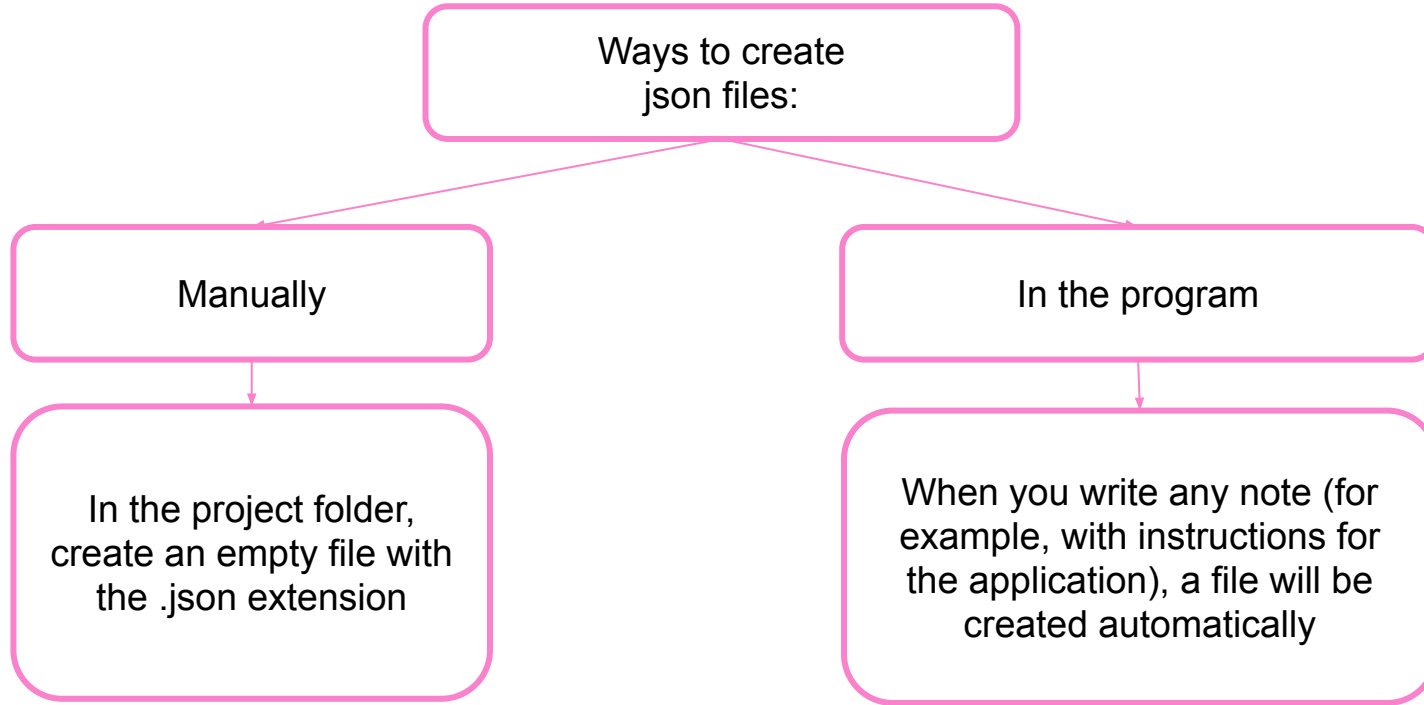 Ways to create
json files:
Manually
In the program
In the project folder,
create an empty file with
the .json extension
When you write any note (for
example, with instructions for
the application), a file will be
created automatically